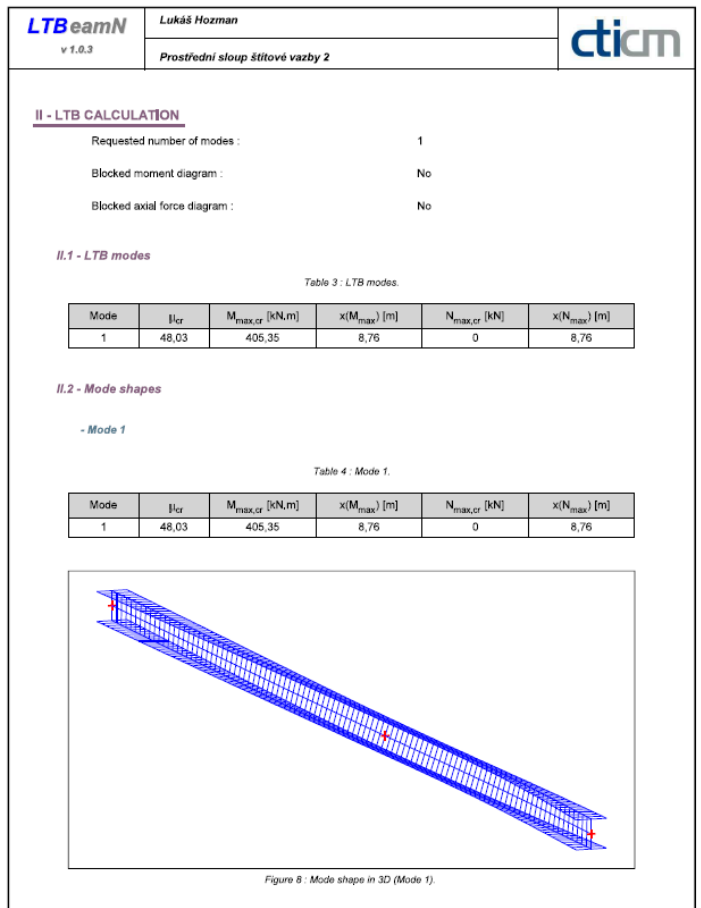 LTBeamN
v 1.0.3
Lukáš Hozman
Prostřední sloup štítové vazby 2
cticm
II - LTB CALCULATION
Requested number of modes : 1
Blocked moment diagram : No
Blocked axial force diagram : No
II.1 - LTB modes
Table 3 : LTB modes.
Mode μcr Mmax,cr [kN.m] x(Mmax) [m] Nmax,cr [kN] x(Nmax) [m]
1 48,03 405,35 8,76 0 8,76
II.2 - Mode shapes
- Mode 1
Table 4 : Mode 1.
Mode μcr Mmax,cr [kN.m] x(Mmax) [m] Nmax,cr [kN] x(Nmax) [m]
1 48,03 405,35 8,76 0 8,76
Figure 8 : Mode shape in 3D (Mode 1).